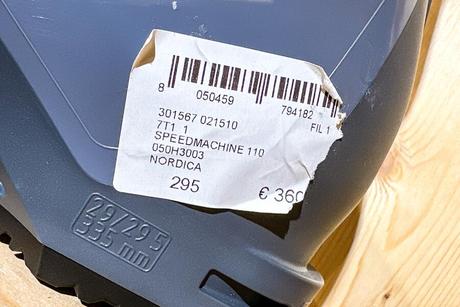 8 050459 794182
301567 021510 FIL 1
7T1 1
SPEEDMACHINE 110
050H3003
NORDICA
295 € 360
29/29.5
335 mm